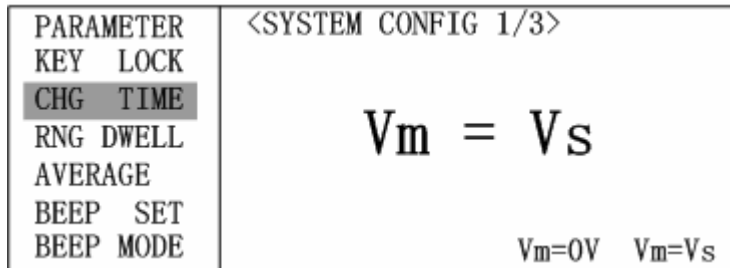 PARAMETER
KEY LOCK
CHG TIME
RNG DWELL
AVERAGE
BEEP SET
BEEP MODE
<SYSTEM CONFIG 1/3>
Vm = Vs
Vm=0V Vm=Vs